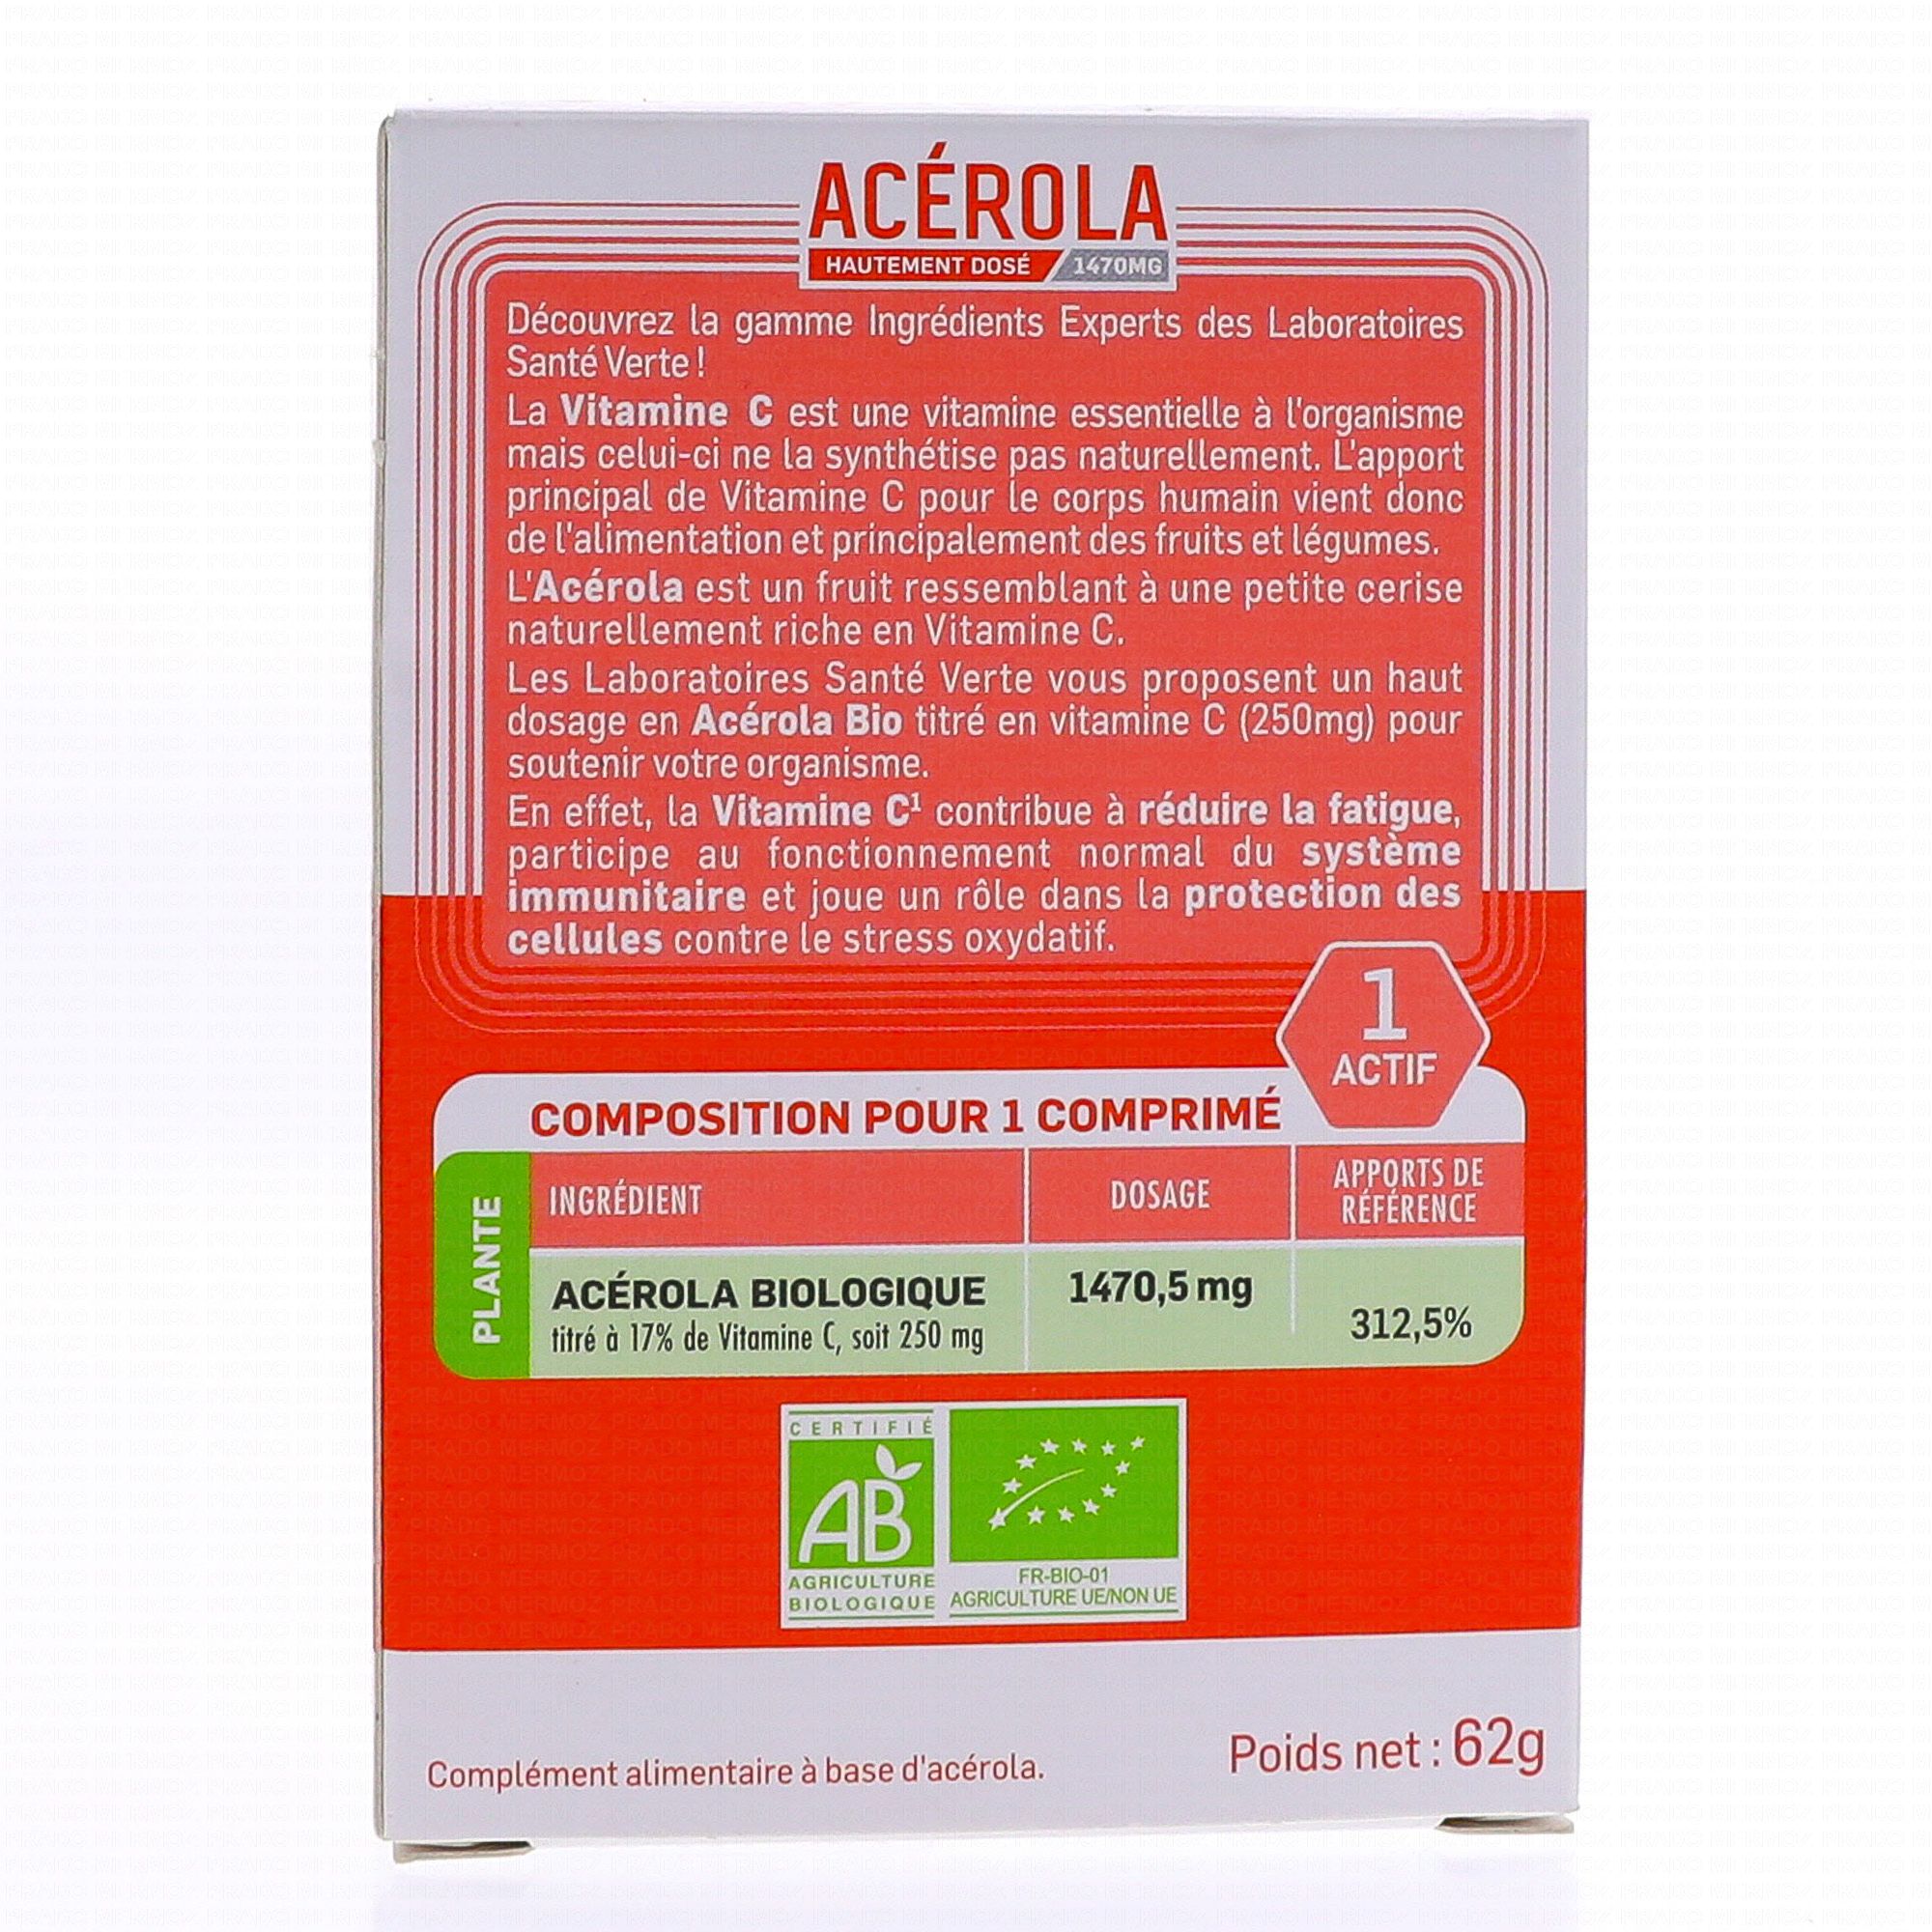 ACÉROLA
HAUTEMENT DOSÉ / 1470MG
Découvrez la gamme Ingrédients Experts des Laboratoires
Santé Verte !
La Vitamine C est une vitamine essentielle à l'organisme
mais celui-ci ne la synthétise pas naturellement. L'apport
principal de Vitamine C pour le corps humain vient donc
de l'alimentation et principalement des fruits et légumes.
L'Acérola est un fruit ressemblant à une petite cerise
naturellement riche en Vitamine C.
Les Laboratoires Santé Verte vous proposent un haut
dosage en Acérola Bio titré en vitamine C (250mg) pour
soutenir votre organisme.
En effet, la Vitamine C¹ contribue à réduire la fatigue,
participe au fonctionnement normal du système
immunitaire et joue un rôle dans la protection des
cellules contre le stress oxydatif.
1
ACTIF
COMPOSITION POUR 1 COMPRIMÉ
PLANTE
INGRÉDIENT
DOSAGE
APPORTS DE
RÉFÉRENCE
ACÉROLA BIOLOGIQUE
titré à 17% de Vitamine C, soit 250 mg
1470,5 mg
312,5%
CERTIFIÉ
AB
AGRICULTURE
BIOLOGIQUE
FR-BIO-01
AGRICULTURE UE/NON UE
Complément alimentaire à base d'acérola.
Poids net : 62g
PRADO MERMOZ